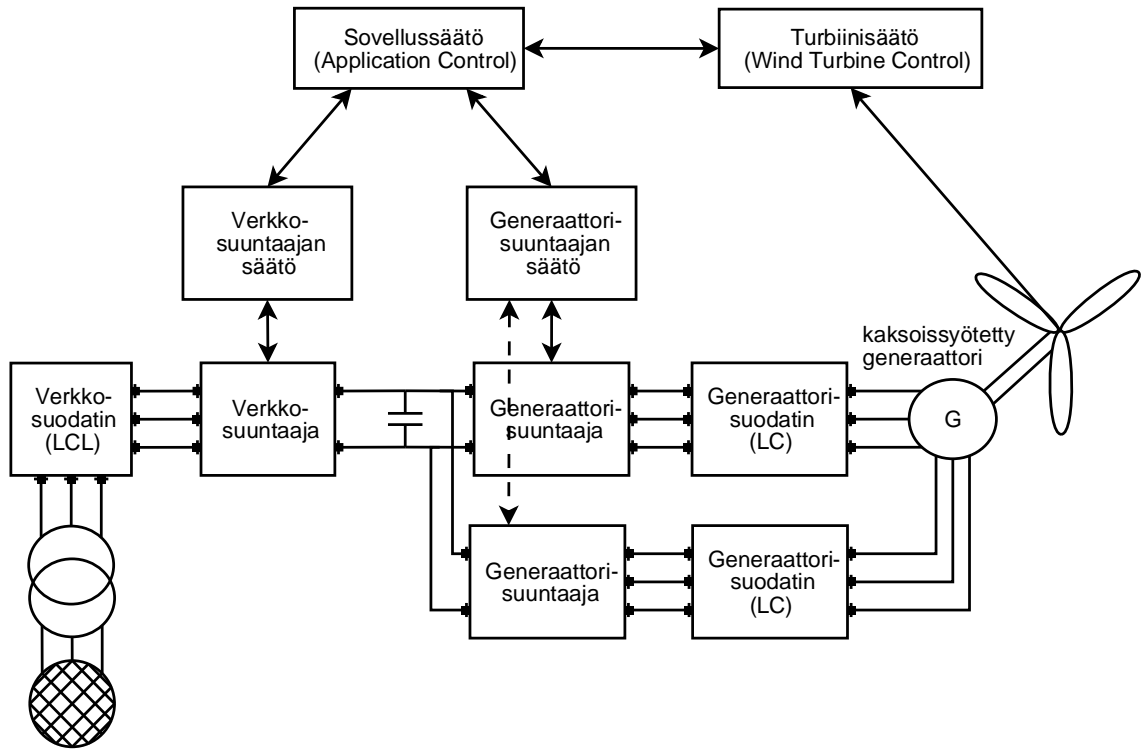 Sovellussäätö
(Application Control)
Turbiinisäätö
(Wind Turbine Control)
Verkko-
suuntaajan
säätö
Generaattori-
suuntaajan
säätö
kaksoissyötetty
generaattori
Verkko-
suodatin
(LCL)
Verkko-
suuntaaja
Generaattori-
suuntaaja
Generaattori-
suodatin
(LC)
G
Generaattori-
suuntaaja
Generaattori-
suodatin
(LC)